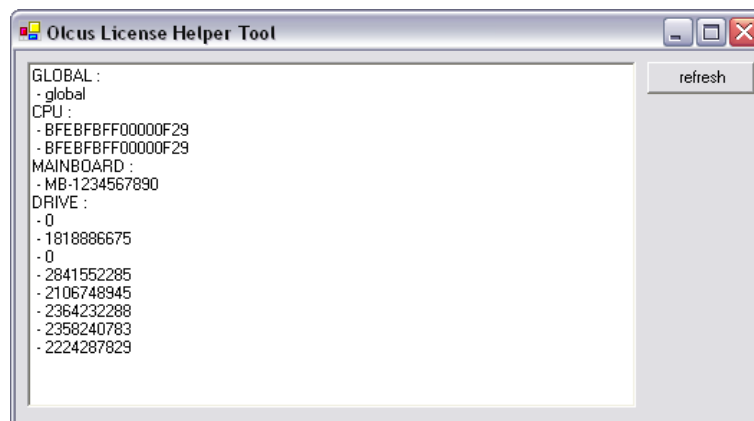 Olcus License Helper Tool
GLOBAL :
- global
CPU :
- BFEBFBFF00000F29
- BFEBFBFF00000F29
MAINBOARD :
- MB-1234567890
DRIVE :
- 0
- 1818886675
- 0
- 2841552285
- 2106748945
- 2364232288
- 2358240783
- 2224287829
refresh